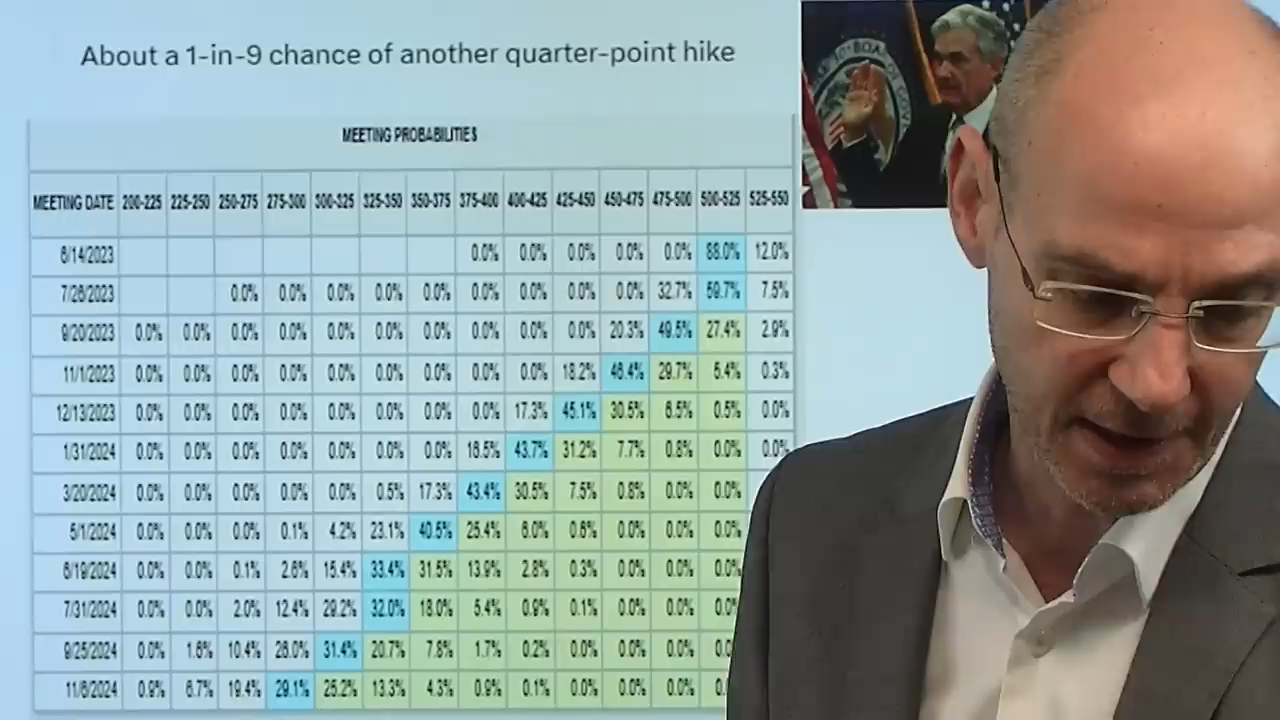 About a 1-in-9 chance of another quarter-point hike
MEETING PROBABILITIES
MEETING DATE 200-225 225-250 250-275 275-300 300-325 325-350 350-375 375-400 400-425 425-450 450-475 475-500 500-525 525-550
6/14/2023 0.0% 0.0% 0.0% 0.0% 0.0% 88.0% 12.0%
7/26/2023 0.0% 0.0% 0.0% 0.0% 0.0% 0.0% 0.0% 0.0% 0.0% 32.7% 59.7% 7.5%
9/20/2023 0.0% 0.0% 0.0% 0.0% 0.0% 0.0% 0.0% 0.0% 0.0% 0.0% 20.3% 49.5% 27.4% 2.9%
11/1/2023 0.0% 0.0% 0.0% 0.0% 0.0% 0.0% 0.0% 0.0% 0.0% 18.2% 46.4% 29.7% 5.4% 0.3%
12/13/2023 0.0% 0.0% 0.0% 0.0% 0.0% 0.0% 0.0% 0.0% 17.3% 45.1% 30.5% 6.5% 0.5% 0.0%
1/31/2024 0.0% 0.0% 0.0% 0.0% 0.0% 0.0% 0.0% 16.5% 43.7% 31.2% 7.7% 0.8% 0.0% 0.0%
3/20/2024 0.0% 0.0% 0.0% 0.0% 0.0% 0.5% 17.3% 43.4% 30.5% 7.5% 0.8% 0.0% 0.0%
5/1/2024 0.0% 0.0% 0.0% 0.1% 4.2% 23.1% 40.5% 25.4% 6.0% 0.6% 0.0% 0.0% 0.0%
6/19/2024 0.0% 0.0% 0.1% 2.6% 15.4% 33.4% 31.5% 13.9% 2.8% 0.3% 0.0% 0.0% 0.0%
7/31/2024 0.0% 0.0% 2.0% 12.4% 29.2% 32.0% 18.0% 5.4% 0.9% 0.1% 0.0% 0.0% 0.0
9/25/2024 0.0% 1.6% 10.4% 26.0% 31.4% 20.7% 7.8% 1.7% 0.2% 0.0% 0.0% 0.0% 0.0
11/6/2024 0.9% 6.7% 19.4% 29.1% 25.2% 13.3% 4.3% 0.9% 0.1% 0.0% 0.0% 0.0% 0.